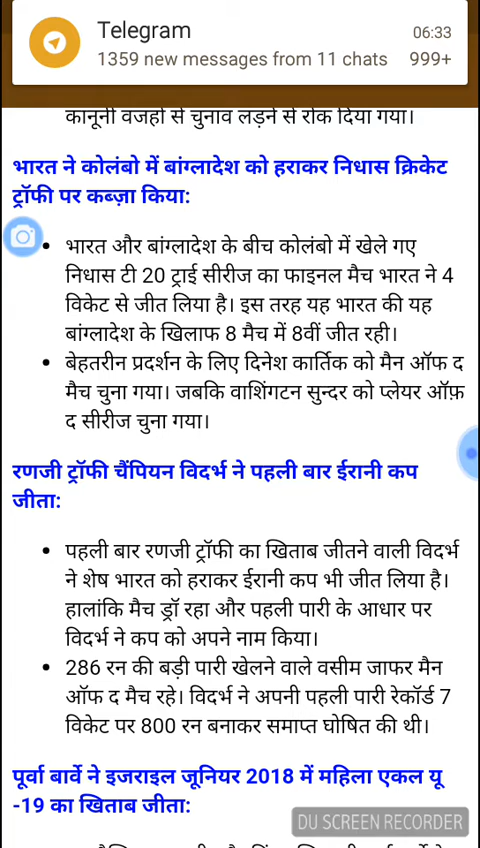 Telegram
06:33
1359 new messages from 11 chats
999+
कानूनी वजहों से चुनाव लड़ने से रोक दिया गया।
भारत ने कोलंबो में बांग्लादेश को हराकर निधास क्रिकेट
ट्रॉफी पर कब्ज़ा किया:
• भारत और बांग्लादेश के बीच कोलंबो में खेले गए
निधास टी 20 ट्राई सीरीज का फाइनल मैच भारत ने 4
विकेट से जीत लिया है। इस तरह यह भारत की यह
बांग्लादेश के खिलाफ 8 मैच में 8वीं जीत रही।
• बेहतरीन प्रदर्शन के लिए दिनेश कार्तिक को मैन ऑफ द
मैच चुना गया। जबकि वाशिंगटन सुन्दर को प्लेयर ऑफ़
द सीरीज चुना गया।
रणजी ट्रॉफी चैंपियन विदर्भ ने पहली बार ईरानी कप
जीता:
• पहली बार रणजी ट्रॉफी का खिताब जीतने वाली विदर्भ
ने शेष भारत को हराकर ईरानी कप भी जीत लिया है।
हालांकि मैच ड्रॉ रहा और पहली पारी के आधार पर
विदर्भ ने कप को अपने नाम किया।
• 286 रन की बड़ी पारी खेलने वाले वसीम जाफर मैन
ऑफ द मैच रहे। विदर्भ ने अपनी पहली पारी रेकॉर्ड 7
विकेट पर 800 रन बनाकर समाप्त घोषित की थी।
पूर्वा बार्वे ने इजराइल जूनियर 2018 में महिला एकल यू
-19 का खिताब जीता:
DU SCREEN RECORDER